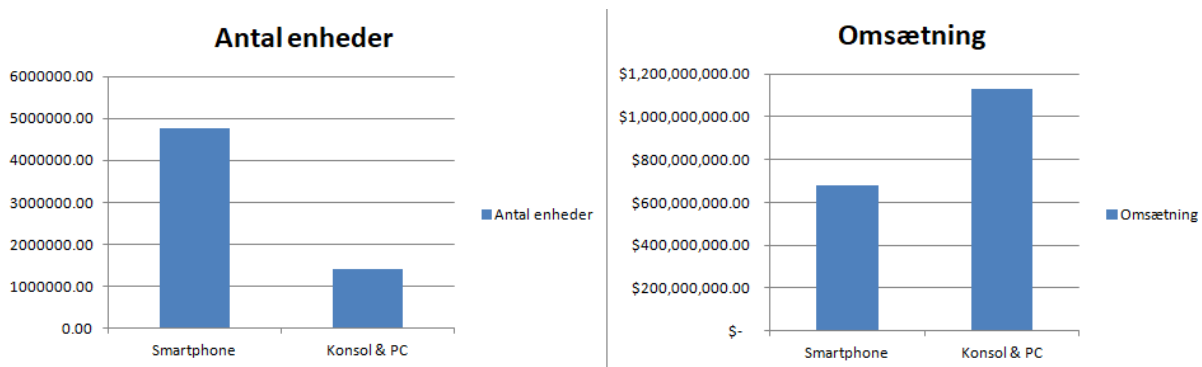 Antal enheder
6000000.00
5000000.00
4000000.00
3000000.00
2000000.00
1000000.00
0.00
Smartphone
Konsol & PC
Antal enheder
Omsætning
$1,200,000,000.00
$1,000,000,000.00
$800,000,000.00
$600,000,000.00
$400,000,000.00
$200,000,000.00
$-
Smartphone
Konsol & PC
Omsætning